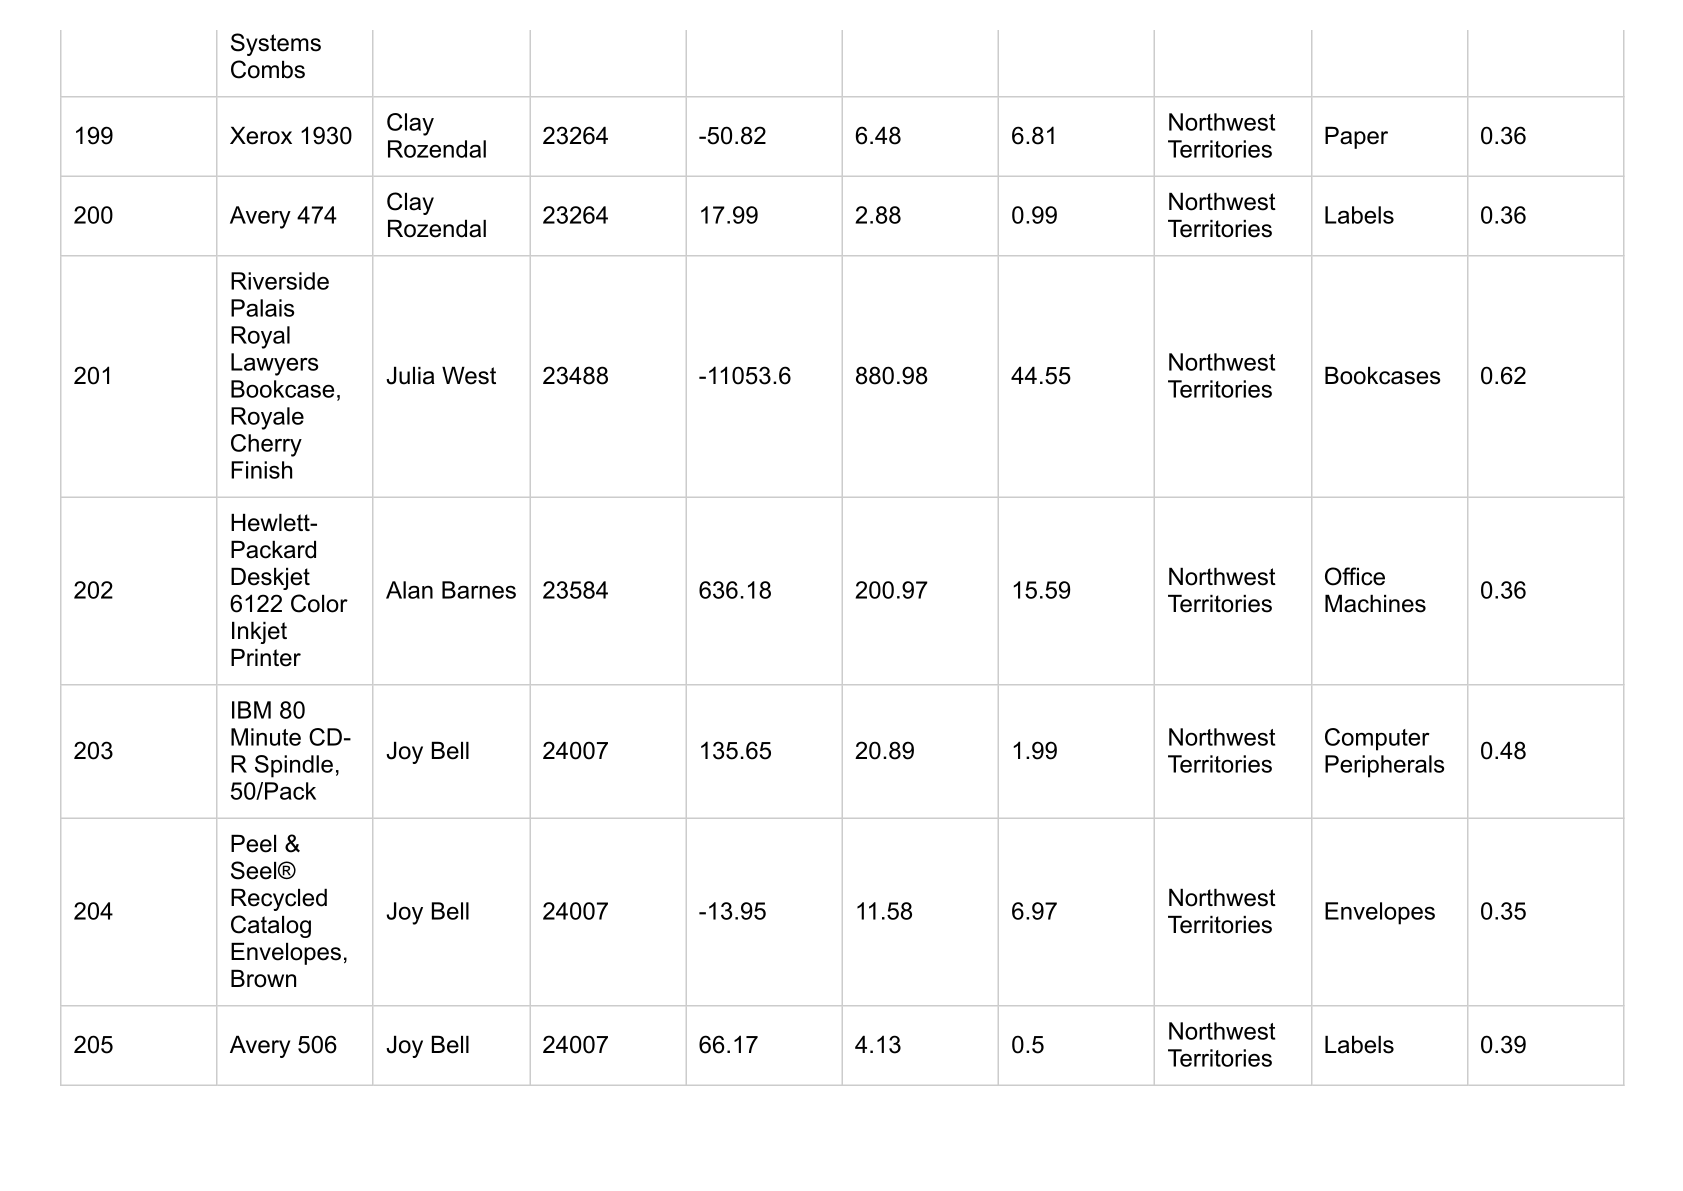 Systems
Combs
199 Xerox 1930 Clay Rozendal 23264 -50.82 6.48 6.81 Northwest Territories Paper 0.36
200 Avery 474 Clay Rozendal 23264 17.99 2.88 0.99 Northwest Territories Labels 0.36
201 Riverside Palais Royal Lawyers Bookcase, Royale Cherry Finish Julia West 23488 -11053.6 880.98 44.55 Northwest Territories Bookcases 0.62
202 Hewlett-Packard Deskjet 6122 Color Inkjet Printer Alan Barnes 23584 636.18 200.97 15.59 Northwest Territories Office Machines 0.36
203 IBM 80 Minute CD-R Spindle, 50/Pack Joy Bell 24007 135.65 20.89 1.99 Northwest Territories Computer Peripherals 0.48
204 Peel & Seel® Recycled Catalog Envelopes, Brown Joy Bell 24007 -13.95 11.58 6.97 Northwest Territories Envelopes 0.35
205 Avery 506 Joy Bell 24007 66.17 4.13 0.5 Northwest Territories Labels 0.39